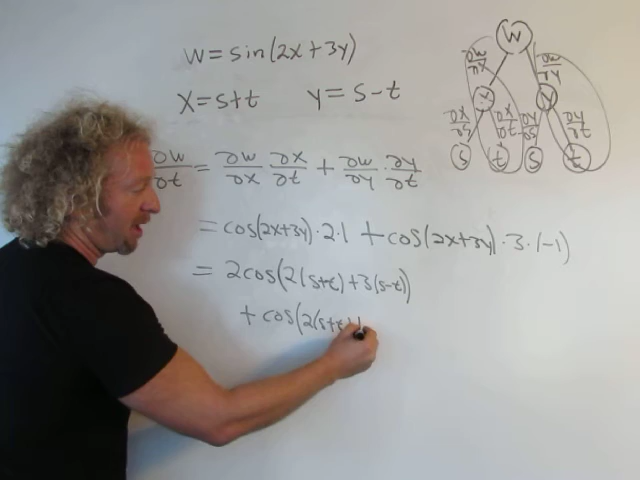 W = sin(2x+3y)
X = s+t Y = s-t
∂w/∂t = ∂w/∂x ∂x/∂t + ∂w/∂y · ∂y/∂t
= cos(2x+3y)·2·1 + cos(2x+3y)·3·(-1)
= 2cos(2(s+t)+3(s-t))
+ cos(2(s+t)
W
∂w/∂x ∂w/∂y
X Y
∂x/∂s ∂x/∂t ∂y/∂s ∂y/∂t
s t s t